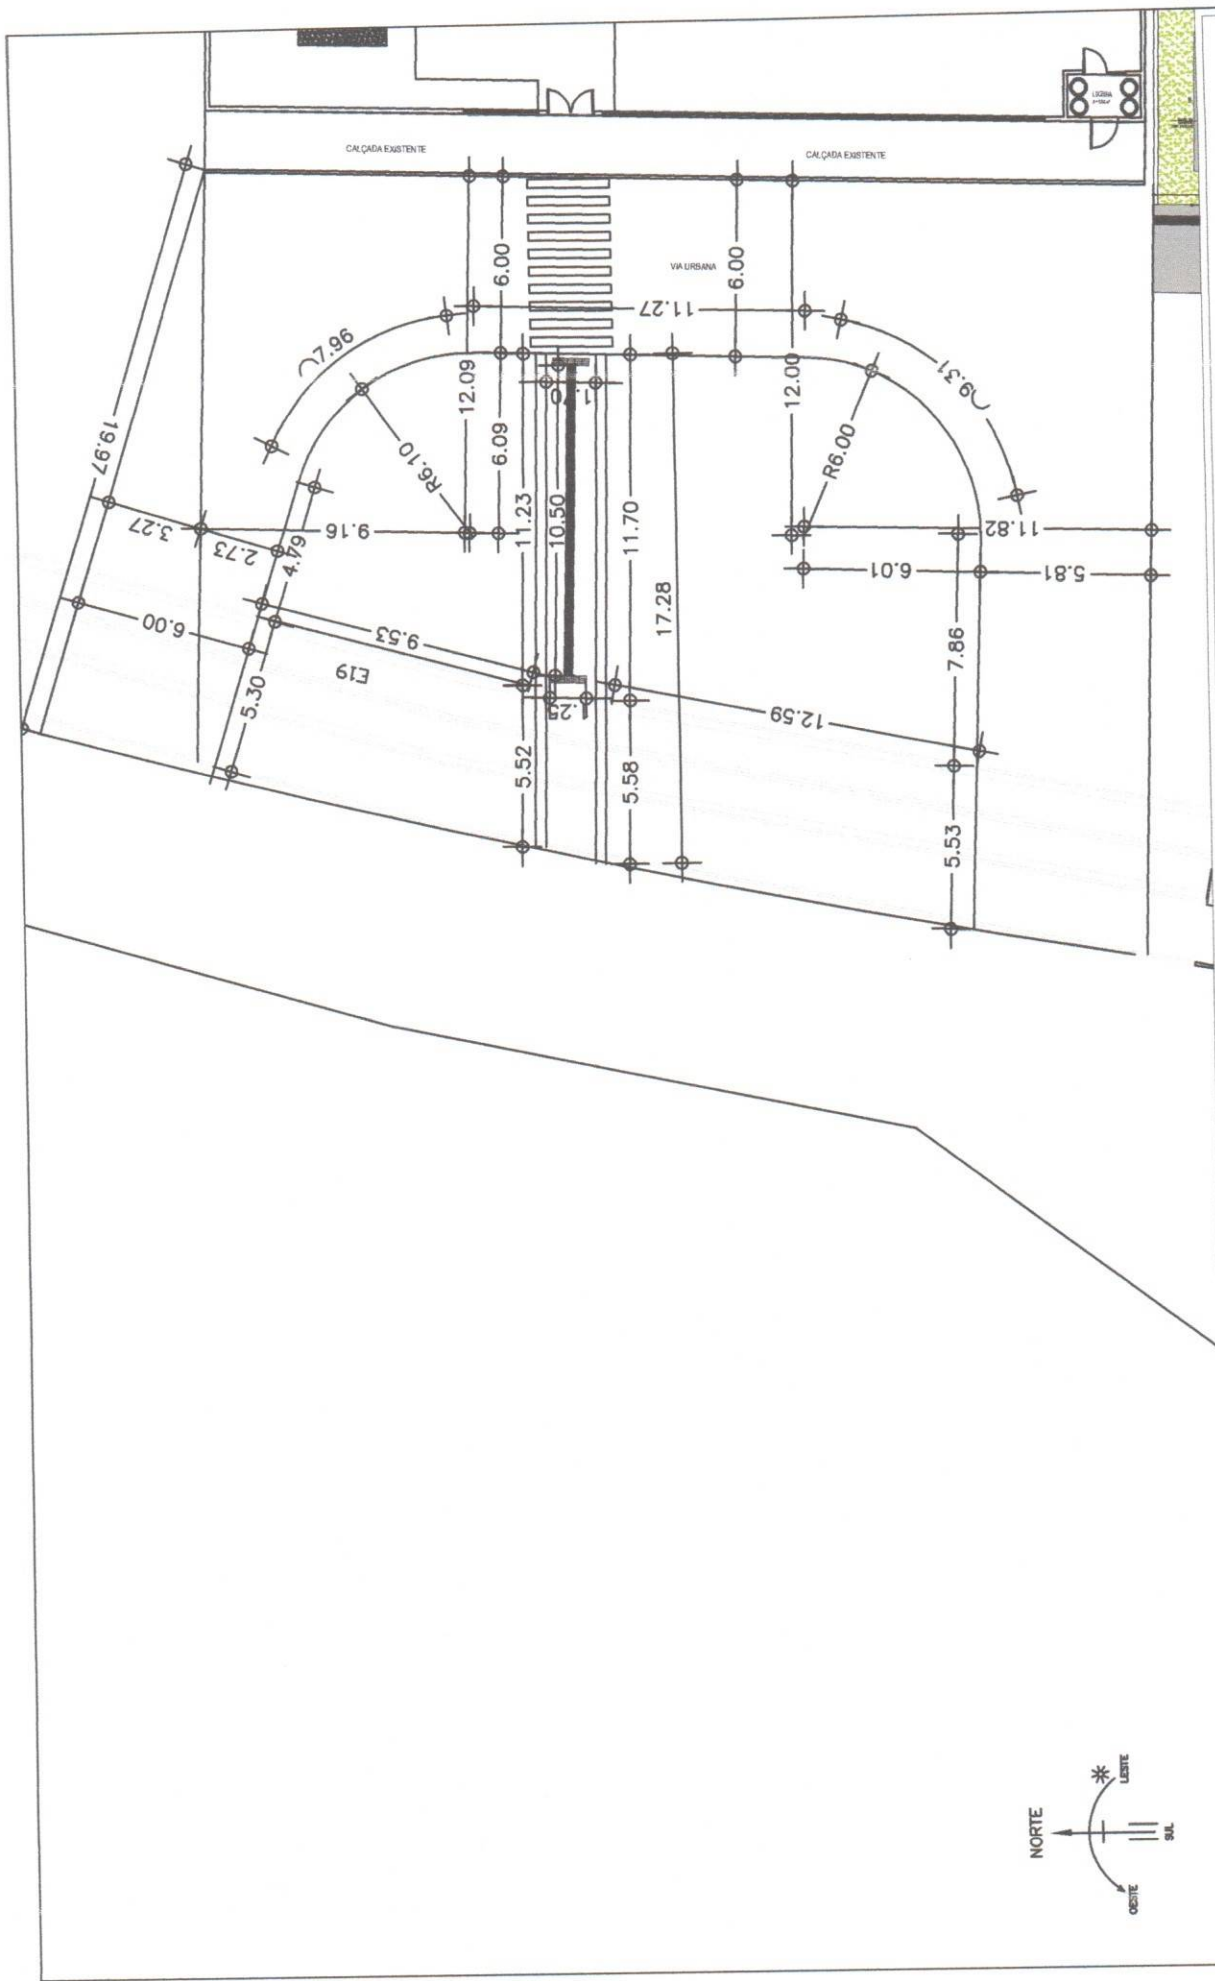 CALÇADA EXISTENTE
CALÇADA EXISTENTE
VIA URBANA
6.00
6.00
11.27
7.96
9.31
12.09
12.00
19.97
R6.10
6.09
R6.00
3.27
2.73
4.79
9.16
11.23
10.50
11.70
17.28
11.82
6.01
5.81
6.00
9.53
E19
7.86
5.30
.25
12.59
5.52
5.58
5.53
NORTE
LESTE
SUL
OESTE